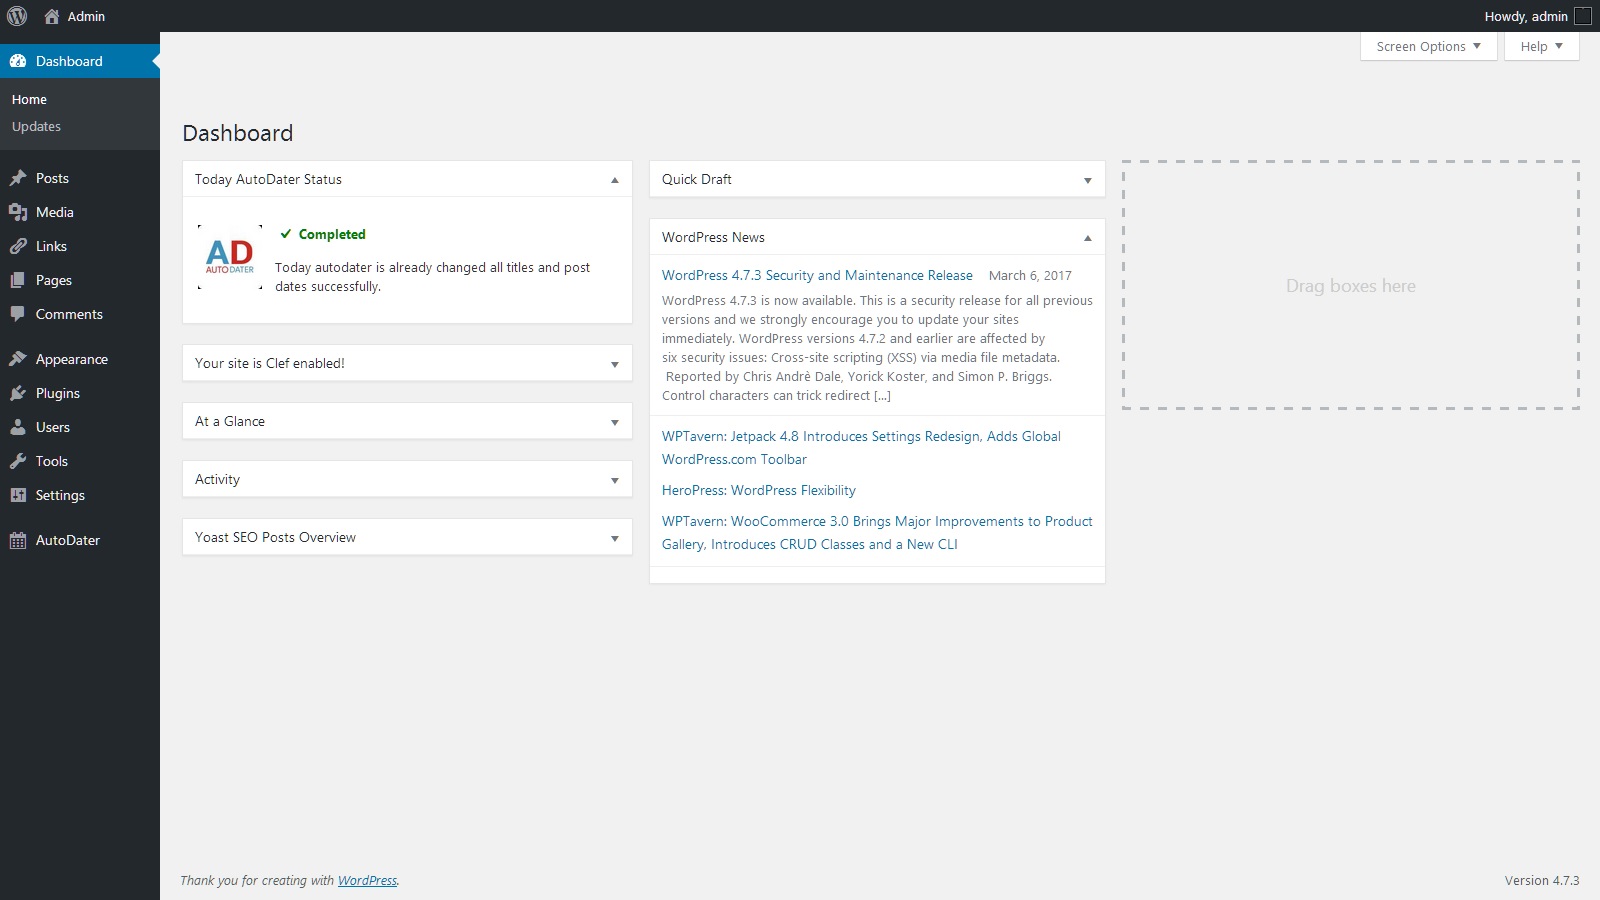 Admin
Howdy, admin
Dashboard
Home
Updates
Posts
Media
Links
Pages
Comments
Appearance
Plugins
Users
Tools
Settings
AutoDater
Screen Options
Help
Dashboard
Today AutoDater Status
AD
AUTODATER
Completed
Today autodater is already changed all titles and post
dates successfully.
Your site is Clef enabled!
At a Glance
Activity
Yoast SEO Posts Overview
Quick Draft
WordPress News
WordPress 4.7.3 Security and Maintenance Release March 6, 2017
WordPress 4.7.3 is now available. This is a security release for all previous
versions and we strongly encourage you to update your sites
immediately. WordPress versions 4.7.2 and earlier are affected by
six security issues: Cross-site scripting (XSS) via media file metadata.
Reported by Chris Andrè Dale, Yorick Koster, and Simon P. Briggs.
Control characters can trick redirect [...]
WPTavern: Jetpack 4.8 Introduces Settings Redesign, Adds Global
WordPress.com Toolbar
HeroPress: WordPress Flexibility
WPTavern: WooCommerce 3.0 Brings Major Improvements to Product
Gallery, Introduces CRUD Classes and a New CLI
Drag boxes here
Thank you for creating with WordPress.
Version 4.7.3